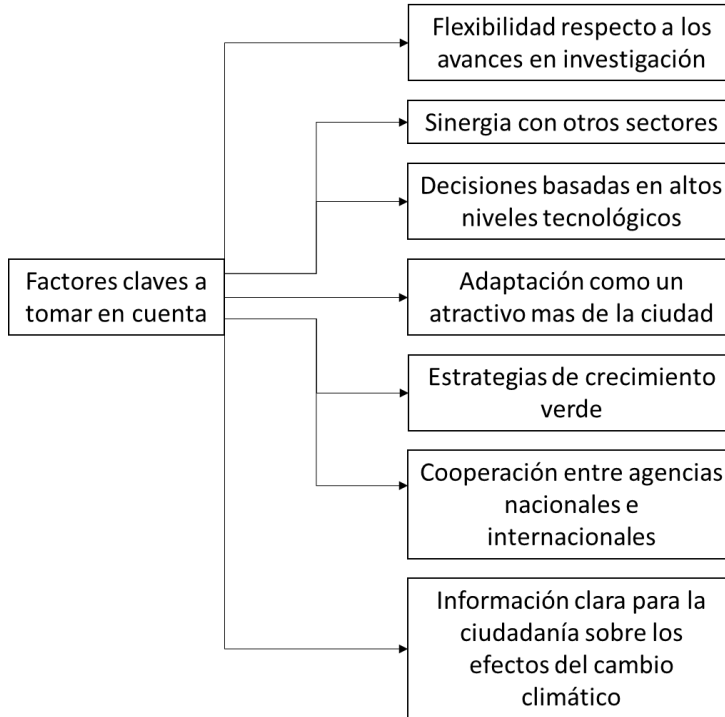 Factores claves a
tomar en cuenta
Flexibilidad respecto a los
avances en investigación
Sinergia con otros sectores
Decisiones basadas en altos
niveles tecnológicos
Adaptación como un
atractivo mas de la ciudad
Estrategias de crecimiento
verde
Cooperación entre agencias
nacionales e
internacionales
Información clara para la
ciudadanía sobre los
efectos del cambio
climático